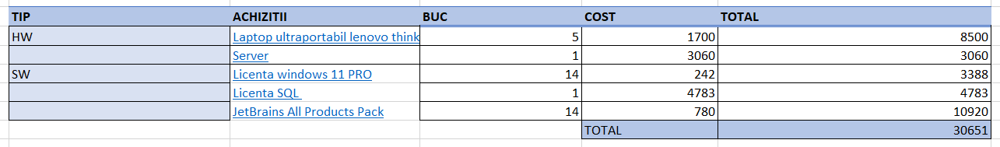 TIP ACHIZITII BUC COST TOTAL
HW Laptop ultraportabil lenovo think 5 1700 8500
Server 1 3060 3060
SW Licenta windows 11 PRO 14 242 3388
Licenta SQL 1 4783 4783
JetBrains All Products Pack 14 780 10920
TOTAL 30651